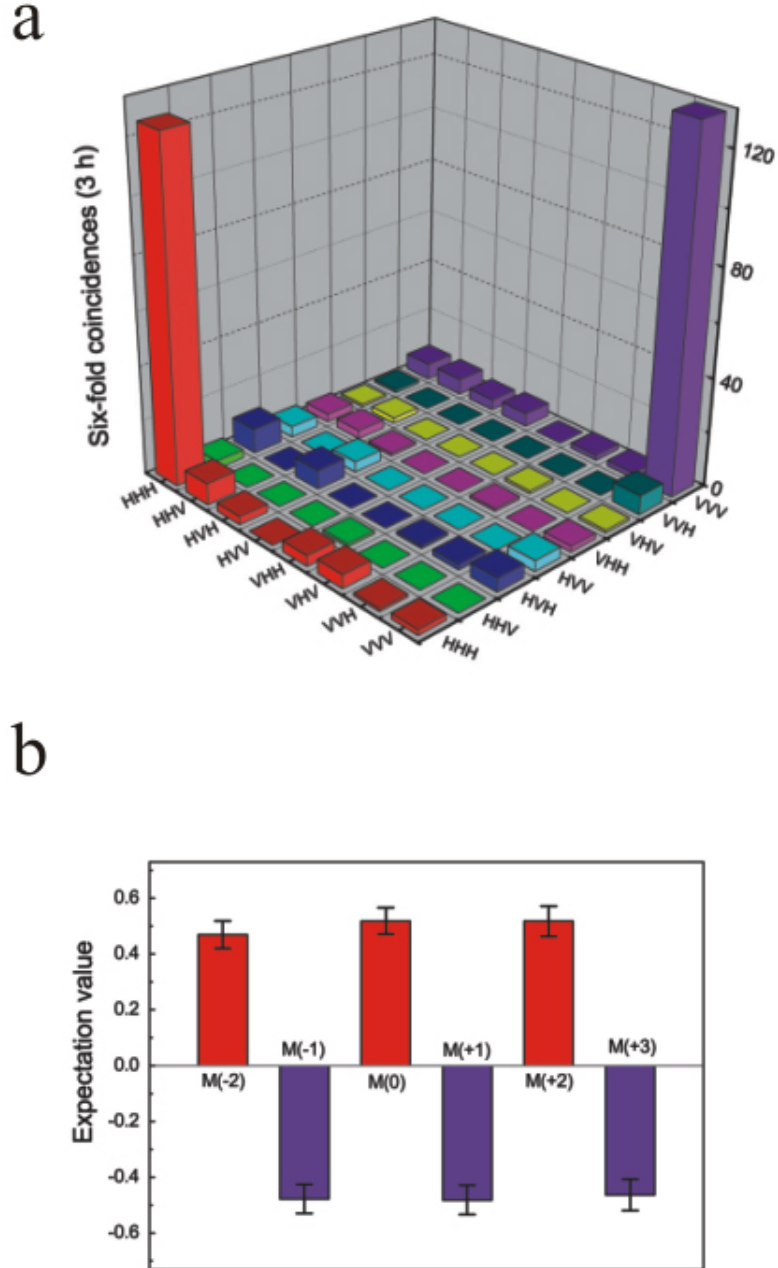 a
Six-fold coincidences (3 h)
120
80
40
0
HHH
HHV
HVH
HVV
VHH
VHV
VVH
VVV
HHH
HHV
HVH
HVV
VHH
VHV
VVH
VVV
b
Expectation value
0.6
0.4
0.2
0.0
-0.2
-0.4
-0.6
M(-1) M(+1) M(+3)
M(-2) M(0) M(+2)